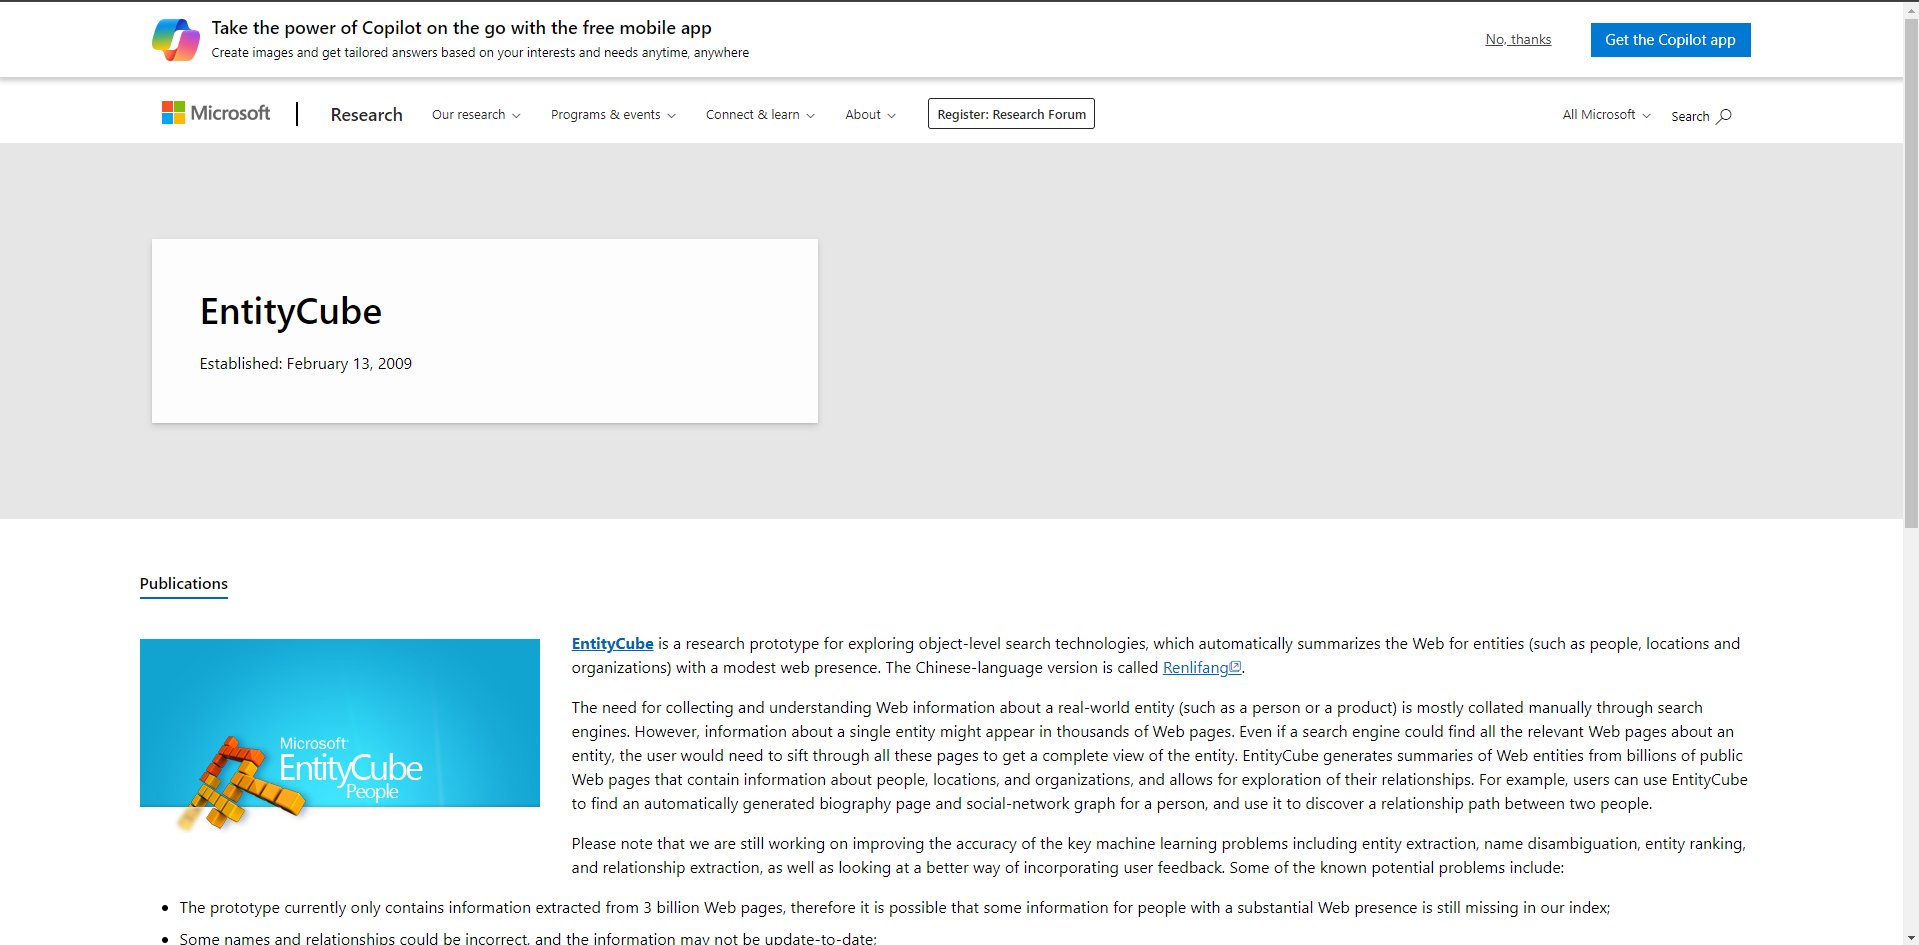 Take the power of Copilot on the go with the free mobile app
Create images and get tailored answers based on your interests and needs anytime, anywhere
No, thanks
Get the Copilot app
Microsoft
Research
Our research
Programs & events
Connect & learn
About
Register: Research Forum
All Microsoft
Search
EntityCube
Established: February 13, 2009
Publications
Microsoft
EntityCube
People
EntityCube is a research prototype for exploring object-level search technologies, which automatically summarizes the Web for entities (such as people, locations and
organizations) with a modest web presence. The Chinese-language version is called Renlifang.
The need for collecting and understanding Web information about a real-world entity (such as a person or a product) is mostly collated manually through search
engines. However, information about a single entity might appear in thousands of Web pages. Even if a search engine could find all the relevant Web pages about an
entity, the user would need to sift through all these pages to get a complete view of the entity. EntityCube generates summaries of Web entities from billions of public
Web pages that contain information about people, locations, and organizations, and allows for exploration of their relationships. For example, users can use EntityCube
to find an automatically generated biography page and social-network graph for a person, and use it to discover a relationship path between two people.
Please note that we are still working on improving the accuracy of the key machine learning problems including entity extraction, name disambiguation, entity ranking,
and relationship extraction, as well as looking at a better way of incorporating user feedback. Some of the known potential problems include:
• The prototype currently only contains information extracted from 3 billion Web pages, therefore it is possible that some information for people with a substantial Web presence is still missing in our index;
• Some names and relationships could be incorrect, and the information may not be update-to-date;